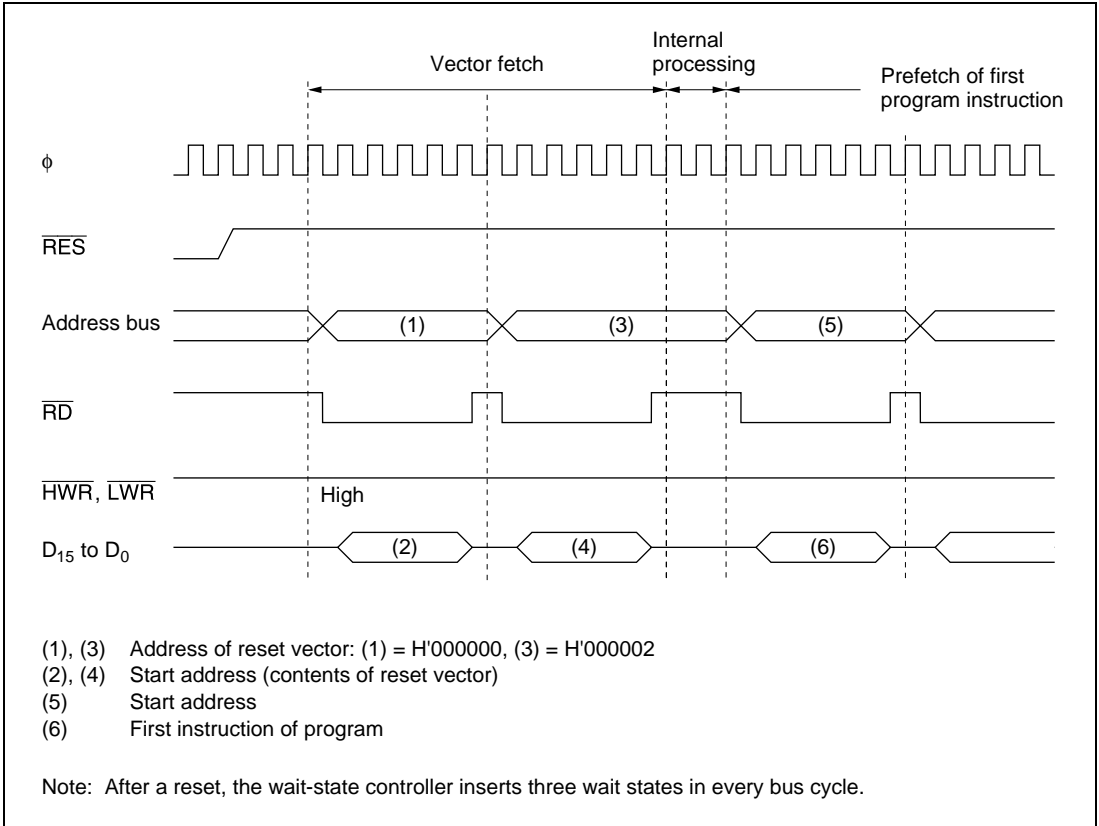 Internal
processing
Vector fetch
Prefetch of first
program instruction
ϕ
RES
Address bus
(1)
(3)
(5)
RD
HWR, LWR
High
D15 to D0
(2)
(4)
(6)
(1), (3) Address of reset vector: (1) = H'000000, (3) = H'000002
(2), (4) Start address (contents of reset vector)
(5) Start address
(6) First instruction of program
Note: After a reset, the wait-state controller inserts three wait states in every bus cycle.